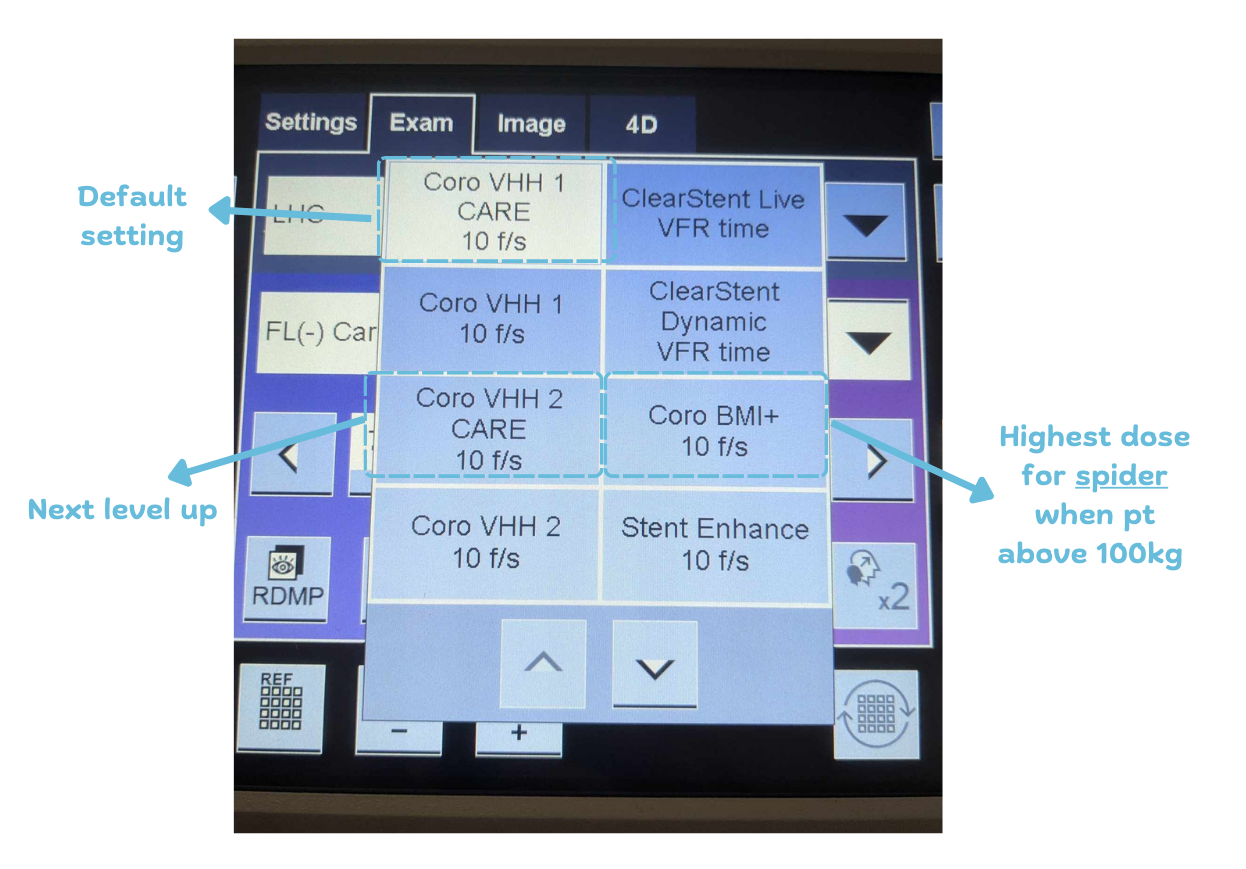 Settings
Exam
Image
4D
Default
setting
LHC
Coro VHH 1
CARE
10 f/s
ClearStent Live
VFR time
FL(-) Car
Coro VHH 1
10 f/s
ClearStent
Dynamic
VFR time
Next level up
Coro VHH 2
CARE
10 f/s
Coro BMI+
10 f/s
Highest dose
for spider
when pt
above 100kg
RDMP
Coro VHH 2
10 f/s
Stent Enhance
10 f/s
x2
REF
-
+